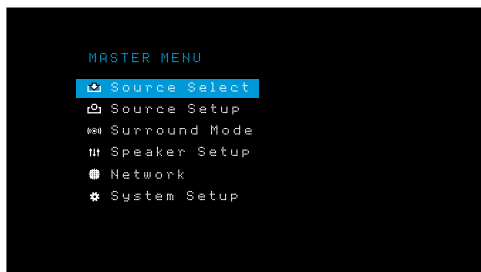 MASTER MENU
Source Select
Source Setup
Surround Mode
Speaker Setup
Network
System Setup